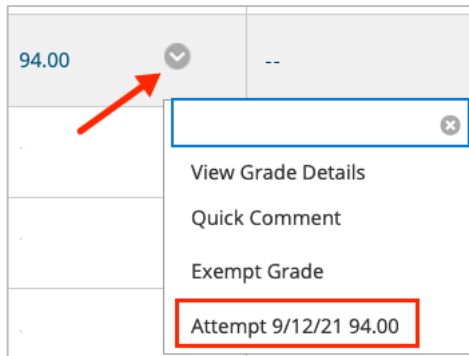 94.00
--
View Grade Details
Quick Comment
Exempt Grade
Attempt 9/12/21 94.00